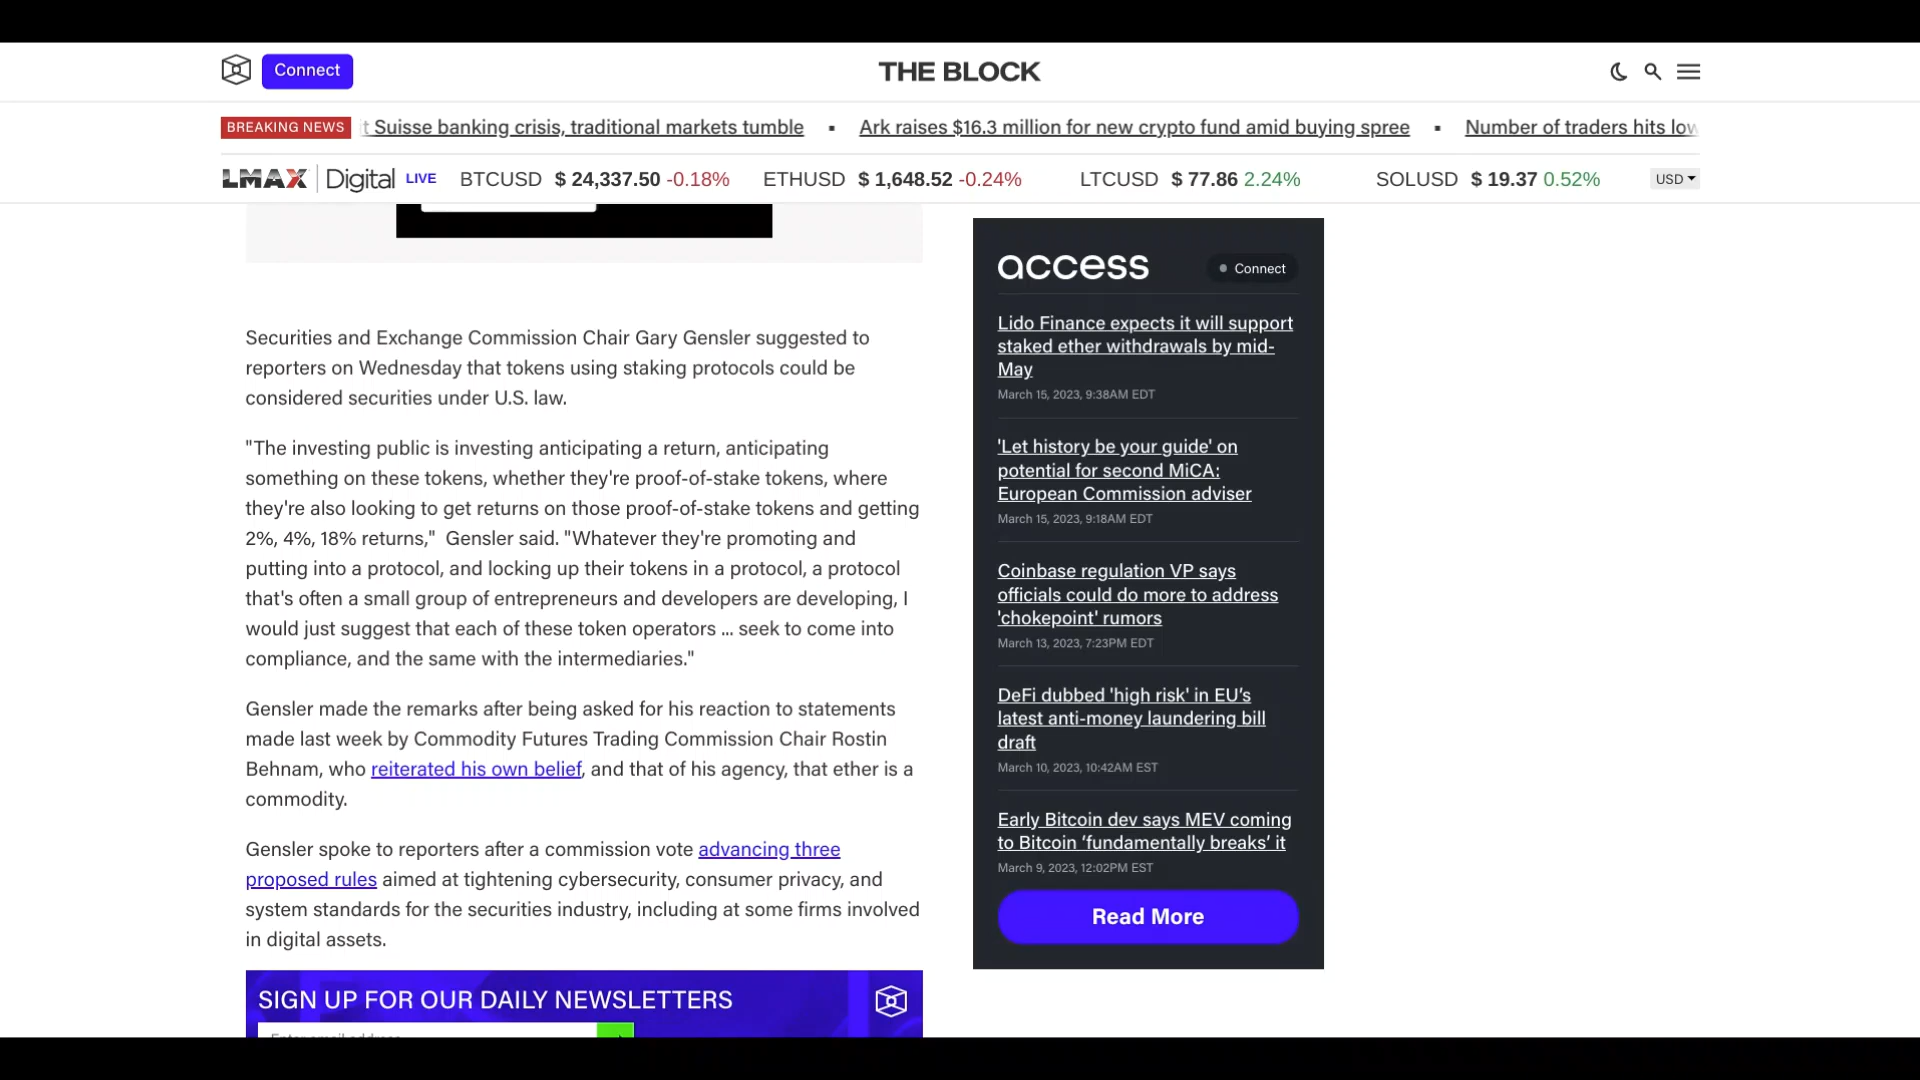 Connect
THE BLOCK
BREAKING NEWS
Suisse banking crisis, traditional markets tumble ▪ Ark raises $16.3 million for new crypto fund amid buying spree ▪ Number of traders hits low
LMAX Digital LIVE BTCUSD $ 24,337.50 -0.18% ETHUSD $ 1,648.52 -0.24% LTCUSD $ 77.86 2.24% SOLUSD $ 19.37 0.52% USD
Securities and Exchange Commission Chair Gary Gensler suggested to
reporters on Wednesday that tokens using staking protocols could be
considered securities under U.S. law.
"The investing public is investing anticipating a return, anticipating
something on these tokens, whether they're proof-of-stake tokens, where
they're also looking to get returns on those proof-of-stake tokens and getting
2%, 4%, 18% returns,"  Gensler said. "Whatever they're promoting and
putting into a protocol, and locking up their tokens in a protocol, a protocol
that's often a small group of entrepreneurs and developers are developing, I
would just suggest that each of these token operators ... seek to come into
compliance, and the same with the intermediaries."
Gensler made the remarks after being asked for his reaction to statements
made last week by Commodity Futures Trading Commission Chair Rostin
Behnam, who reiterated his own belief, and that of his agency, that ether is a
commodity.
Gensler spoke to reporters after a commission vote advancing three
proposed rules aimed at tightening cybersecurity, consumer privacy, and
system standards for the securities industry, including at some firms involved
in digital assets.
SIGN UP FOR OUR DAILY NEWSLETTERS
access
Connect
Lido Finance expects it will support
staked ether withdrawals by mid-
May
March 15, 2023, 9:38AM EDT
'Let history be your guide' on
potential for second MiCA:
European Commission adviser
March 15, 2023, 9:18AM EDT
Coinbase regulation VP says
officials could do more to address
'chokepoint' rumors
March 13, 2023, 7:23PM EDT
DeFi dubbed 'high risk' in EU’s
latest anti-money laundering bill
draft
March 10, 2023, 10:42AM EST
Early Bitcoin dev says MEV coming
to Bitcoin ‘fundamentally breaks’ it
March 9, 2023, 12:02PM EST
Read More